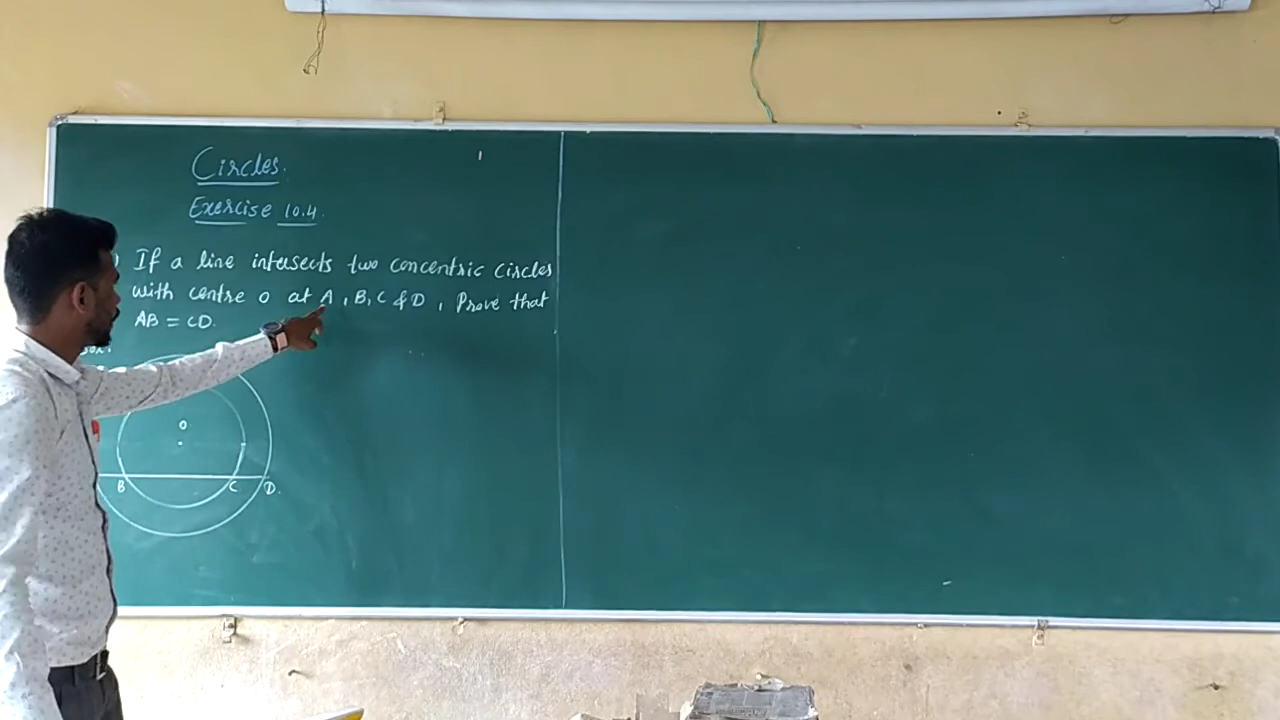 Circles.
Exercise 10.4.
) If a line intersects two concentric circles
with centre O at A, B, C & D, Prove that
AB = CD.
O
B C D.